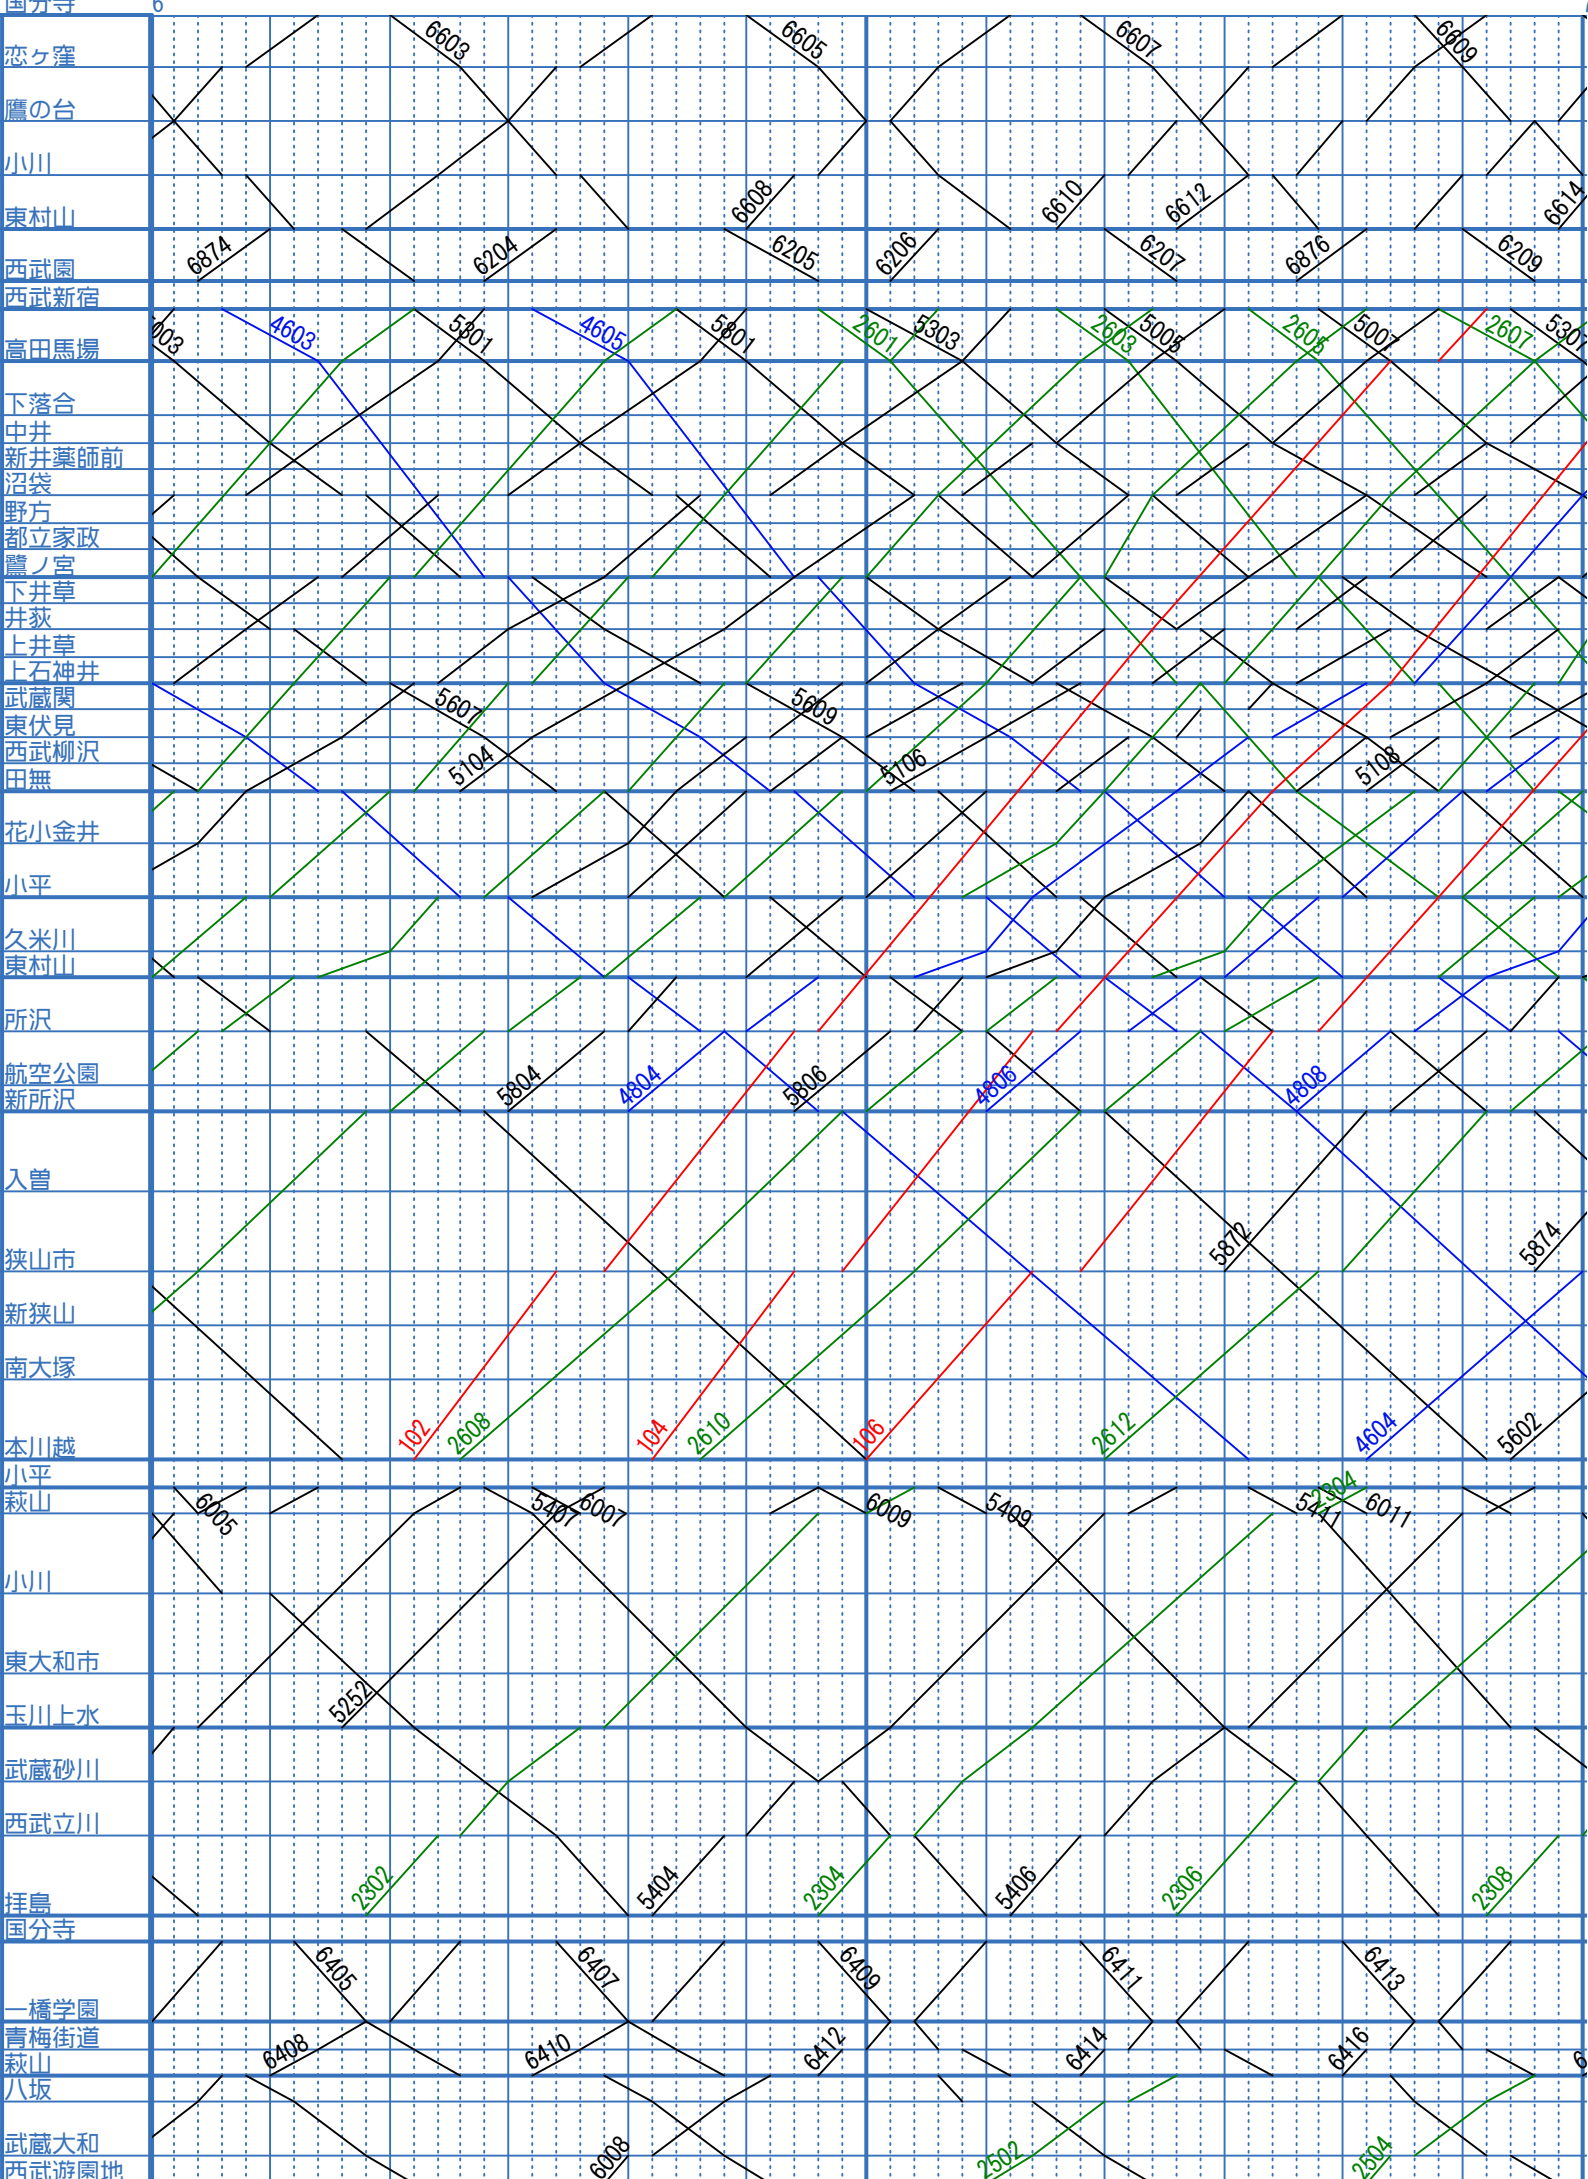 国分寺 6
恋ヶ窪 6603 6605 6607 6609
鷹の台
小川
東村山 6608 6610 6612 6614
西武園 6874 6204 6205 6206 6207 6876 6209
西武新宿
高田馬場 003 4603 5301 4605 5801 2601 5303 2603 5005 2605 5007 2607 5307
下落合
中井
新井薬師前
沼袋
野方
都立家政
鷺ノ宮
下井草
井荻
上井草
上石神井
武蔵関 5607 5609
東伏見
西武柳沢
田無 5104 5106 5108
花小金井
小平
久米川
東村山
所沢
航空公園
新所沢 5804 4804 5806 4806 4808
入曽
狭山市 5872 5874
新狭山
南大塚
本川越 102 2608 104 2610 106 2612 4604 5602
小平
萩山 6005 5407 6007 6009 5409 5411 2304 6011
小川
東大和市
玉川上水 5252
武蔵砂川
西武立川
拝島 2302 5404 2304 5406 2306 2308
国分寺
一橋学園 6405 6407 6409 6411 6413
青梅街道
萩山 6408 6410 6412 6414 6416 6
八坂
武蔵大和
西武遊園地 6008 2502 2504